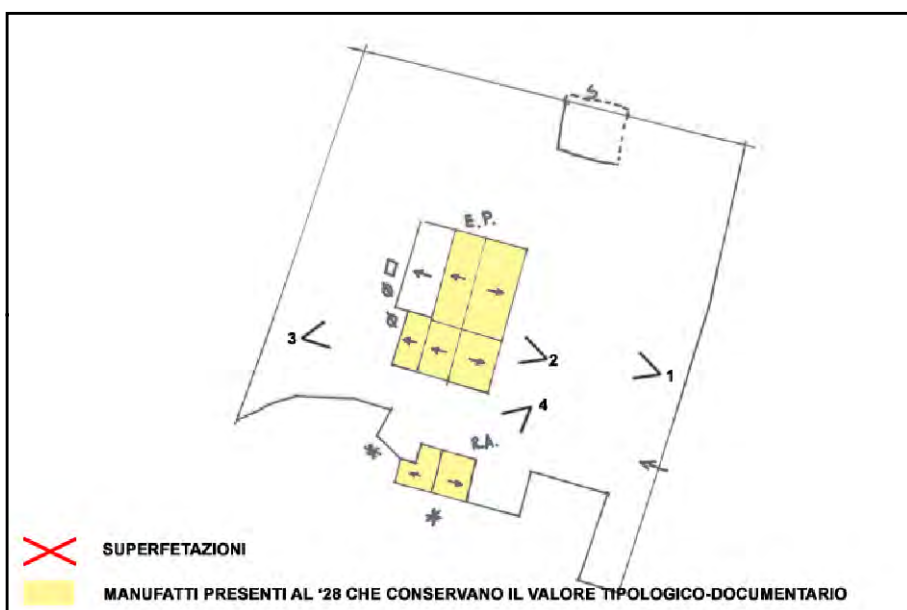 S
E.P.
3
2
1
4
R.A.
SUPERFETAZIONI
MANUFATTI PRESENTI AL '28 CHE CONSERVANO IL VALORE TIPOLOGICO-DOCUMENTARIO